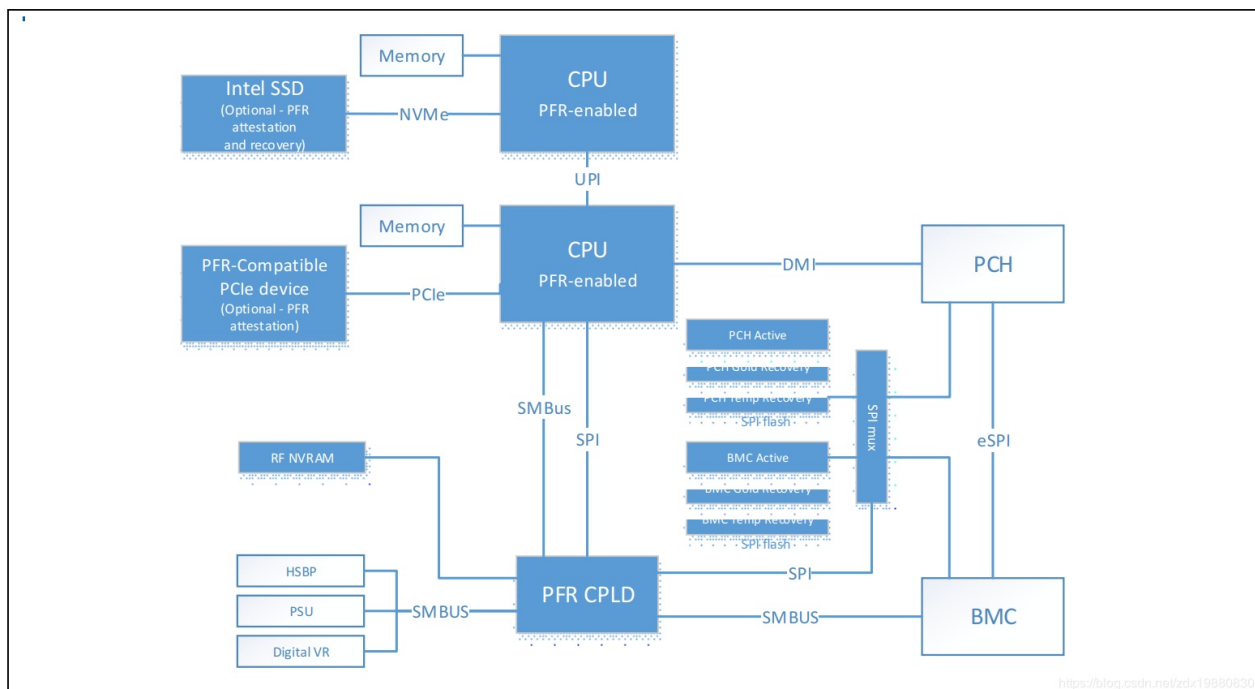 Memory
CPU
PFR-enabled
Intel SSD
(Optional - PFR
attestation
and recovery)
NVMe
UPI
Memory
CPU
PFR-enabled
PFR-Compatible
PCIe device
(Optional - PFR
attestation)
PCIe
DMI
PCH
PCH Active
PCH Gold Recovery
PCH Temp Recovery
SPI flash
SPI mux
SMBus
SPI
eSPI
RF NVRAM
BMC Active
BMC Gold Recovery
BMC Temp Recovery
SPI flash
HSBP
PSU
Digital VR
SMBUS
PFR CPLD
SPI
SMBUS
BMC
https://blog.csdn.net/zdx19880830